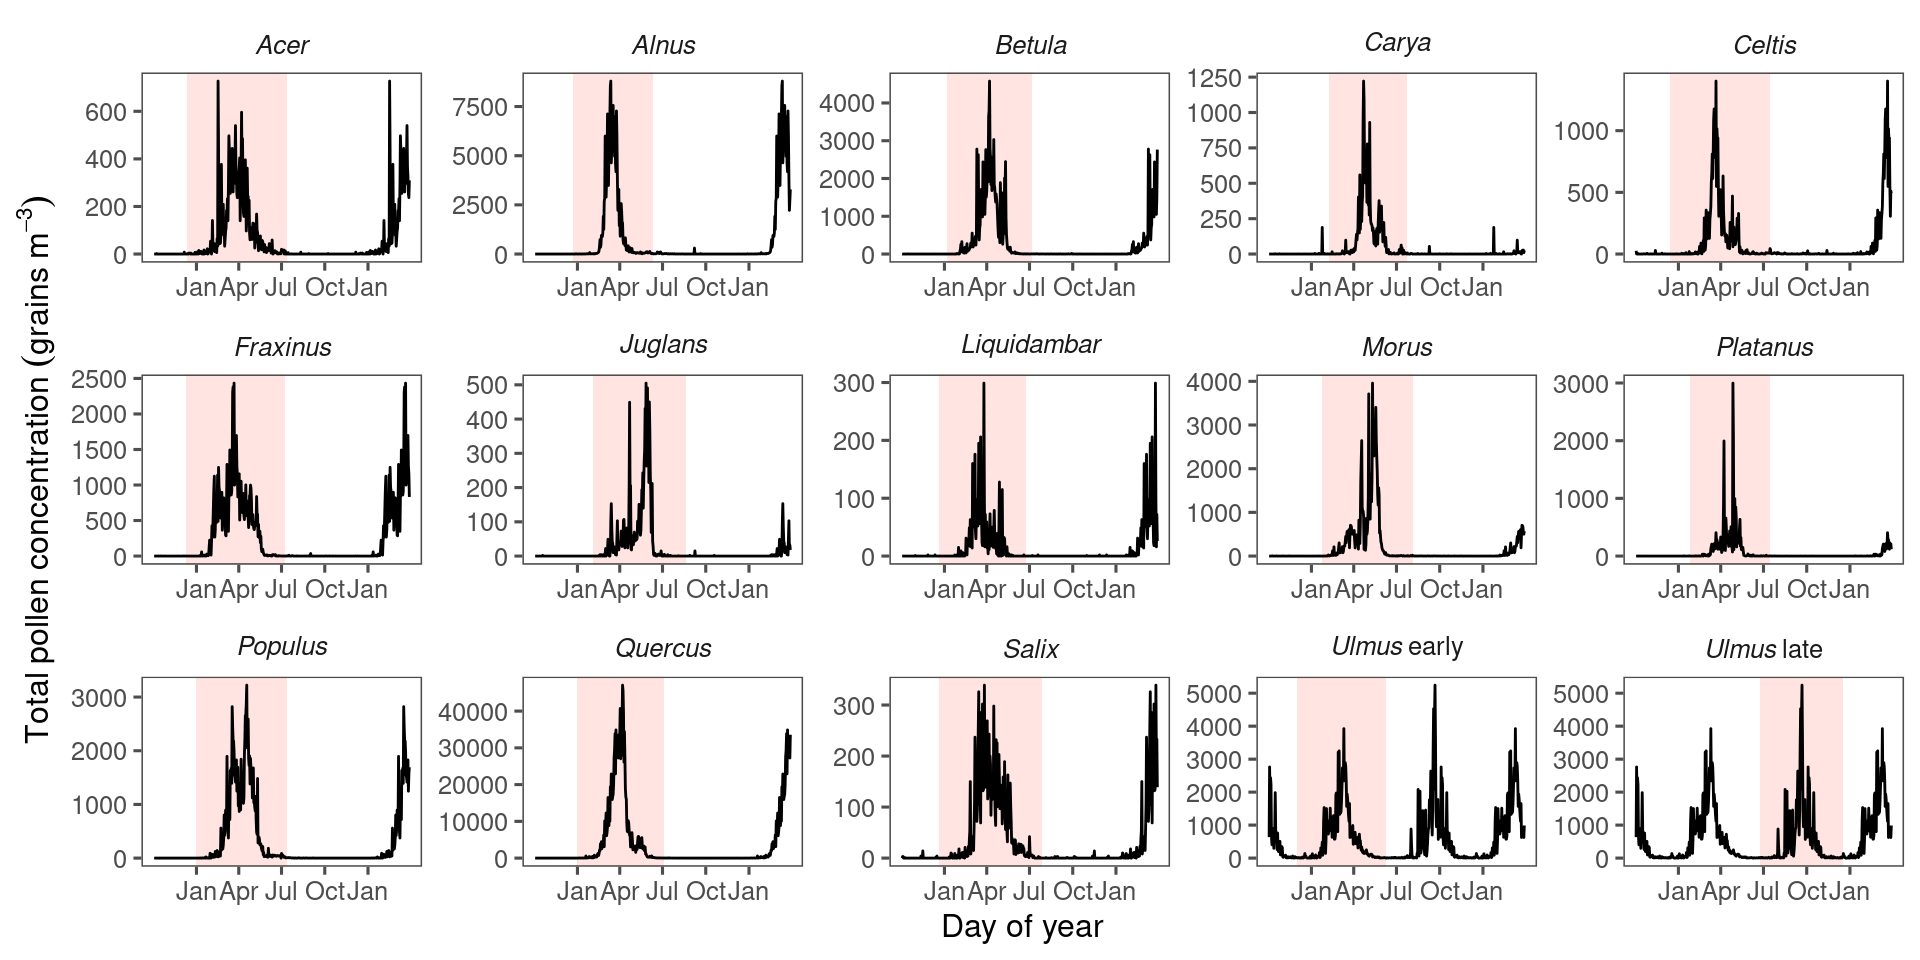 Total pollen concentration (grains m⁻³)
Acer
600
400
200
0
Jan Apr Jul Oct Jan
Alnus
7500
5000
2500
0
Jan Apr Jul Oct Jan
Betula
4000
3000
2000
1000
0
Jan Apr Jul Oct Jan
Carya
1250
1000
750
500
250
0
Jan Apr Jul Oct Jan
Celtis
1000
500
0
Jan Apr Jul Oct Jan
Fraxinus
2500
2000
1500
1000
500
0
Jan Apr Jul Oct Jan
Juglans
500
400
300
200
100
0
Jan Apr Jul Oct Jan
Liquidambar
300
200
100
0
Jan Apr Jul Oct Jan
Morus
4000
3000
2000
1000
0
Jan Apr Jul Oct Jan
Platanus
3000
2000
1000
0
Jan Apr Jul Oct Jan
Populus
3000
2000
1000
0
Jan Apr Jul Oct Jan
Quercus
40000
30000
20000
10000
0
Jan Apr Jul Oct Jan
Salix
300
200
100
0
Jan Apr Jul Oct Jan
Ulmus early
5000
4000
3000
2000
1000
0
Jan Apr Jul Oct Jan
Ulmus late
5000
4000
3000
2000
1000
0
Jan Apr Jul Oct Jan
Day of year